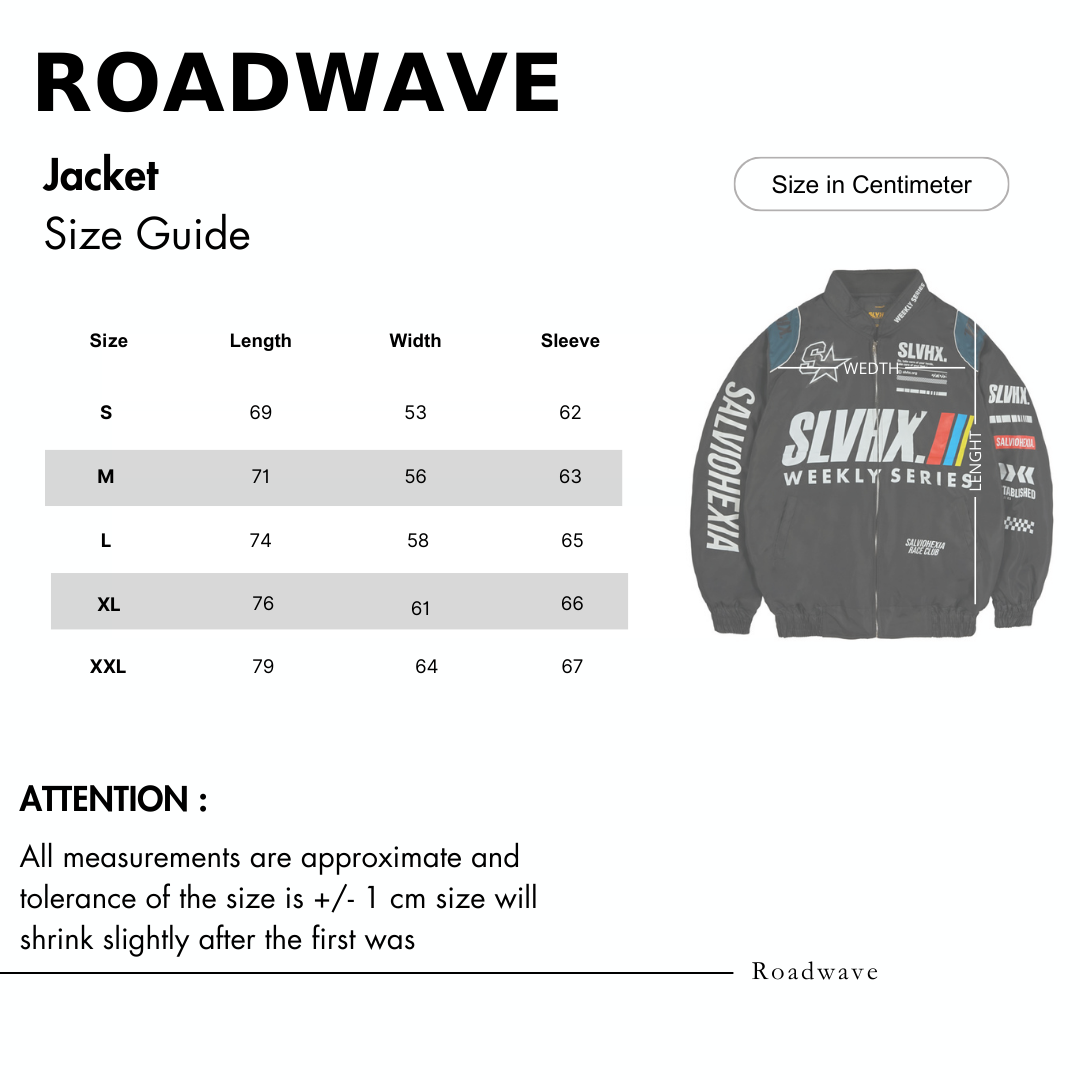 ROADWAVE
Jacket
Size Guide
Size in Centimeter
Size Length Width Sleeve
S 69 53 62
M 71 56 63
L 74 58 65
XL 76 61 66
XXL 79 64 67
WEEKLY SERIES
SLVHX.
WEDTH
SALVIOHEXIA
SLVHX.
WEEKLY SERIES
LENGHT
SLVHX.
SALVIOHEXIA
TABLISHED
SALVIOHEXIA
RACE CLUB
ATTENTION :
All measurements are approximate and
tolerance of the size is +/- 1 cm size will
shrink slightly after the first was
Roadwave